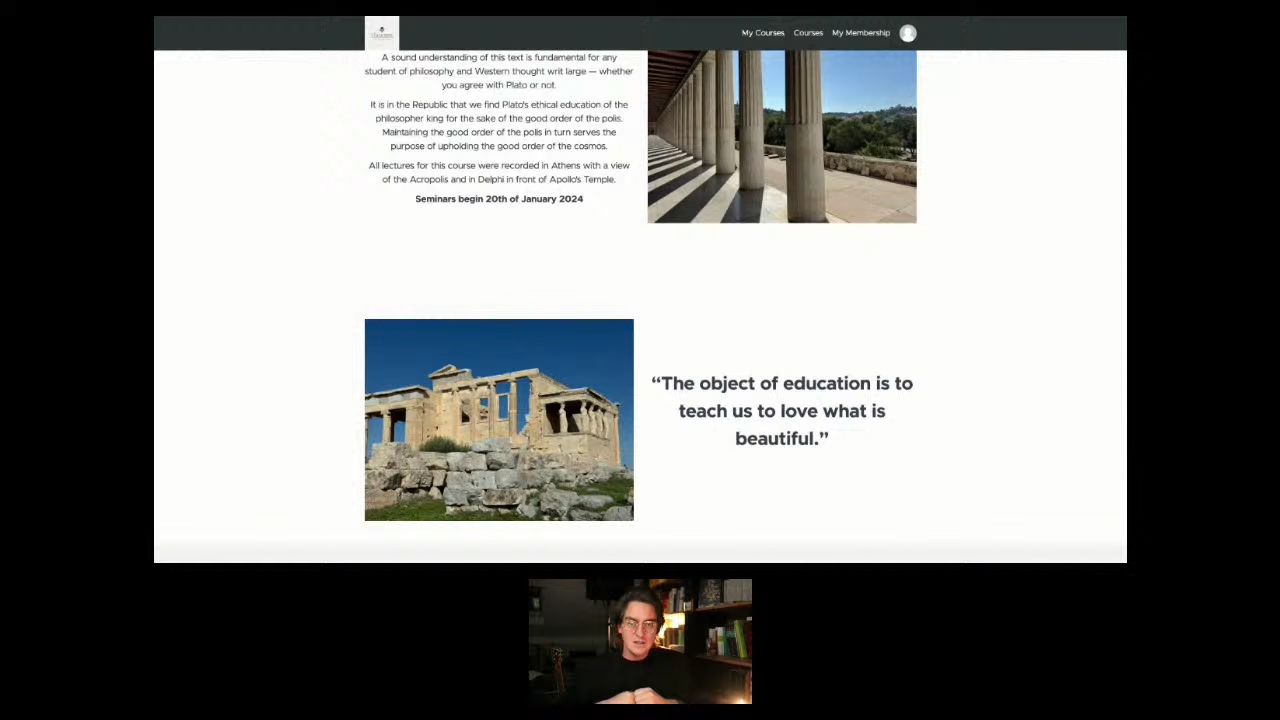 My Courses Courses My Membership
A sound understanding of this text is fundamental for any
student of philosophy and Western thought writ large — whether
you agree with Plato or not.
It is in the Republic that we find Plato's ethical education of the
philosopher king for the sake of the good order of the polis.
Maintaining the good order of the polis in turn serves the
purpose of upholding the good order of the cosmos.
All lectures for this course were recorded in Athens with a view
of the Acropolis and in Delphi in front of Apollo's Temple.
Seminars begin 20th of January 2024
“The object of education is to
teach us to love what is
beautiful.”